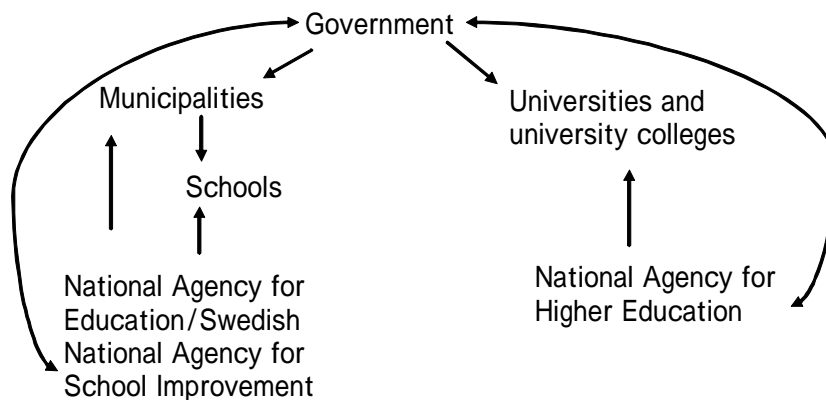 Government
Municipalities
Universities and
university colleges
Schools
National Agency for
Education/Swedish
National Agency for
School Improvement
National Agency for
Higher Education